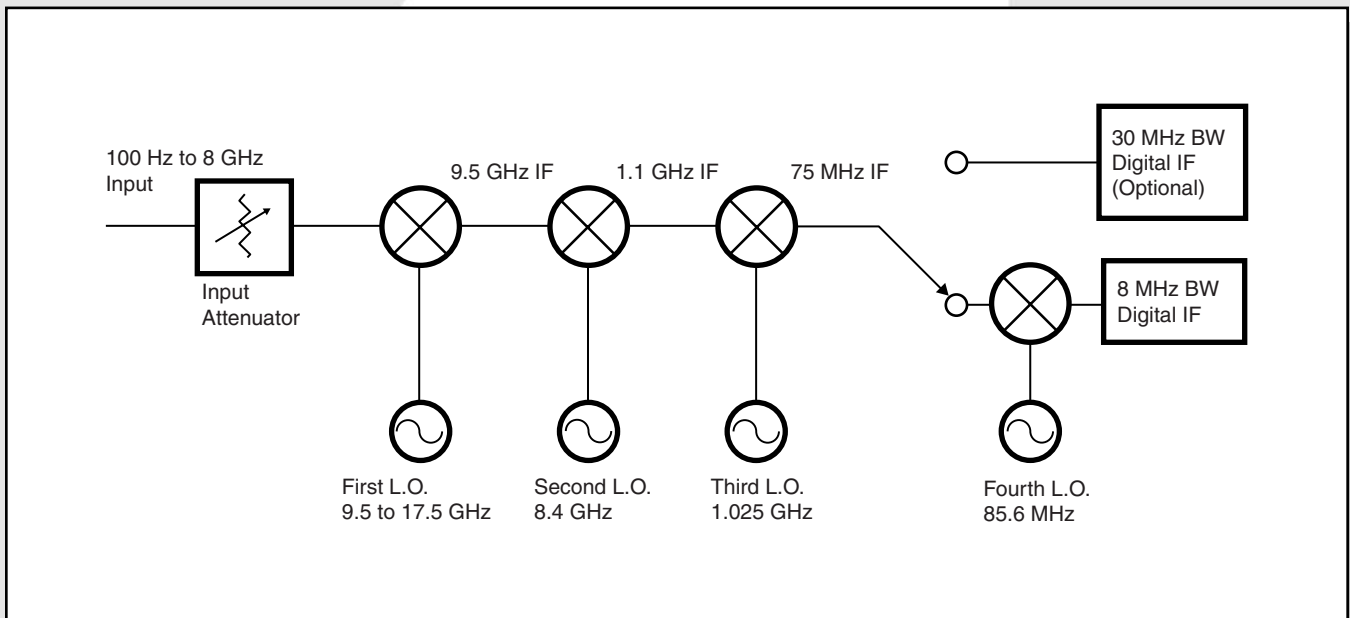 100 Hz to 8 GHz
Input
Input
Attenuator
9.5 GHz IF
1.1 GHz IF
75 MHz IF
30 MHz BW
Digital IF
(Optional)
8 MHz BW
Digital IF
First L.O.
9.5 to 17.5 GHz
Second L.O.
8.4 GHz
Third L.O.
1.025 GHz
Fourth L.O.
85.6 MHz